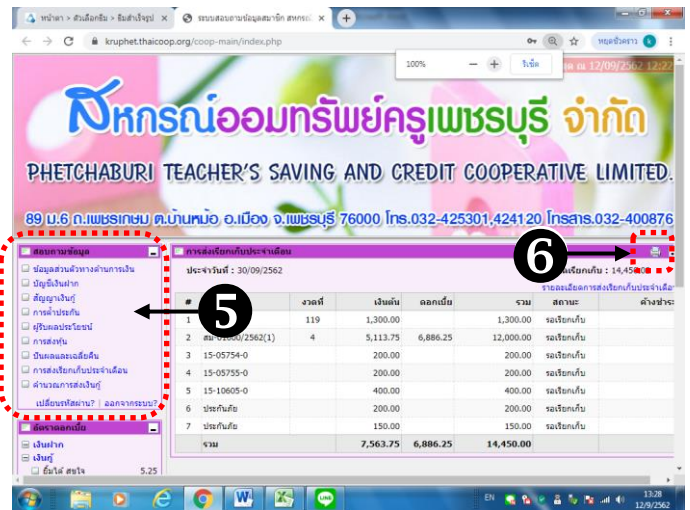 หน้าตา > ตัวเลือกธีม > ธีมสำเร็จรูป
ระบบสอบถามข้อมูลสมาชิก สหกรณ์
kruphet.thaicoop.org/coop-main/index.php
หยุดชั่วคราว
100%
รีเซ็ต
ณ 12/09/2562 12:22
สหกรณ์ออมทรัพย์ครูเพชรบุรี จำกัด
PHETCHABURI TEACHER'S SAVING AND CREDIT COOPERATIVE LIMITED.
89 ม.6 ถ.เพชรเกษม ต.บ้านหม้อ อ.เมือง จ.เพชรบุรี 76000 โทร.032-425301,424120 โทรสาร.032-400876
สอบถามข้อมูล
ข้อมูลส่วนตัวทางด้านการเงิน
บัญชีเงินฝาก
สัญญาเงินกู้
การค้ำประกัน
ผู้รับผลประโยชน์
การส่งหุ้น
ปันผลและเฉลี่ยคืน
การส่งเรียกเก็บประจำเดือน
คำนวณการส่งเงินกู้
เปลี่ยนรหัสผ่าน? | ออกจากระบบ?
5
อัตราดอกเบี้ย
เงินฝาก
เงินกู้
ยิ้มได้ สบใจ 5.25
การส่งเรียกเก็บประจำเดือน
6
ประจำวันที่ : 30/09/2562
เรียกเก็บ : 14,450.00
รายละเอียดการส่งเรียกเก็บประจำเดือน
# งวดที่ เงินต้น ดอกเบี้ย รวม สถานะ ค้างชำระ
1 119 1,300.00 1,300.00 รอเรียกเก็บ
2 สม-01600/2562(1) 4 5,113.75 6,886.25 12,000.00 รอเรียกเก็บ
3 15-05754-0 200.00 200.00 รอเรียกเก็บ
4 15-05755-0 200.00 200.00 รอเรียกเก็บ
5 15-10605-0 400.00 400.00 รอเรียกเก็บ
6 ประกันภัย 200.00 200.00 รอเรียกเก็บ
7 ประกันภัย 150.00 150.00 รอเรียกเก็บ
รวม 7,563.75 6,886.25 14,450.00
EN
13:28
12/9/2562